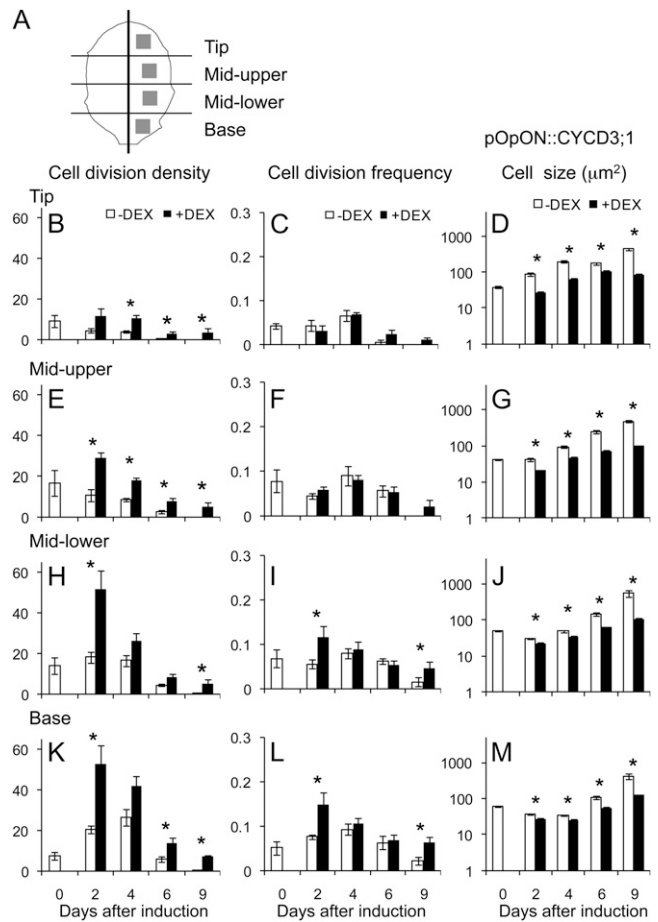 A
Tip
Mid-upper
Mid-lower
Base
pOpON::CYCD3;1
Cell division density
Cell division frequency
Cell size (μm²)
Tip
B
-DEX
+DEX
60
40
20
0
C
-DEX
+DEX
0.3
0.2
0.1
0
D
-DEX
+DEX
1000
100
10
1
* * * *
* * *
Mid-upper
E
60
40
20
0
* * * *
F
0.3
0.2
0.1
0
G
1000
100
10
1
* * * *
Mid-lower
H
60
40
20
0
* *
I
0.3
0.2
0.1
0
* *
J
1000
100
10
1
* * * *
Base
K
60
40
20
0
* * *
L
0.3
0.2
0.1
0
* *
M
1000
100
10
1
* * * *
0 2 4 6 9
0 2 4 6 9
0 2 4 6 9
Days after induction
Days after induction
Days after induction